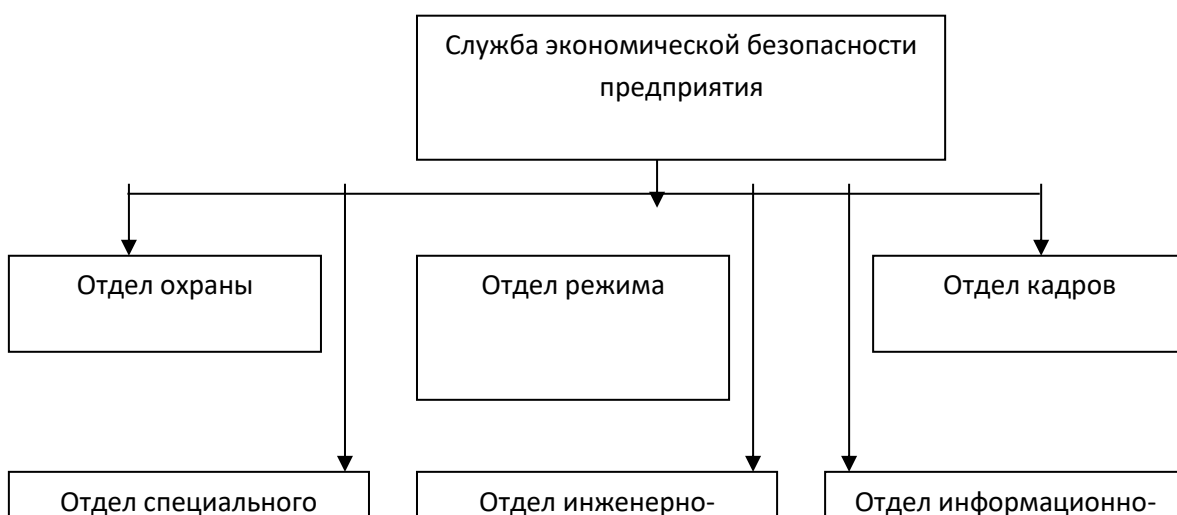 Служба экономической безопасности
предприятия
Отдел охраны
Отдел режима
Отдел кадров
Отдел специального
Отдел инженерно-
Отдел информационно-